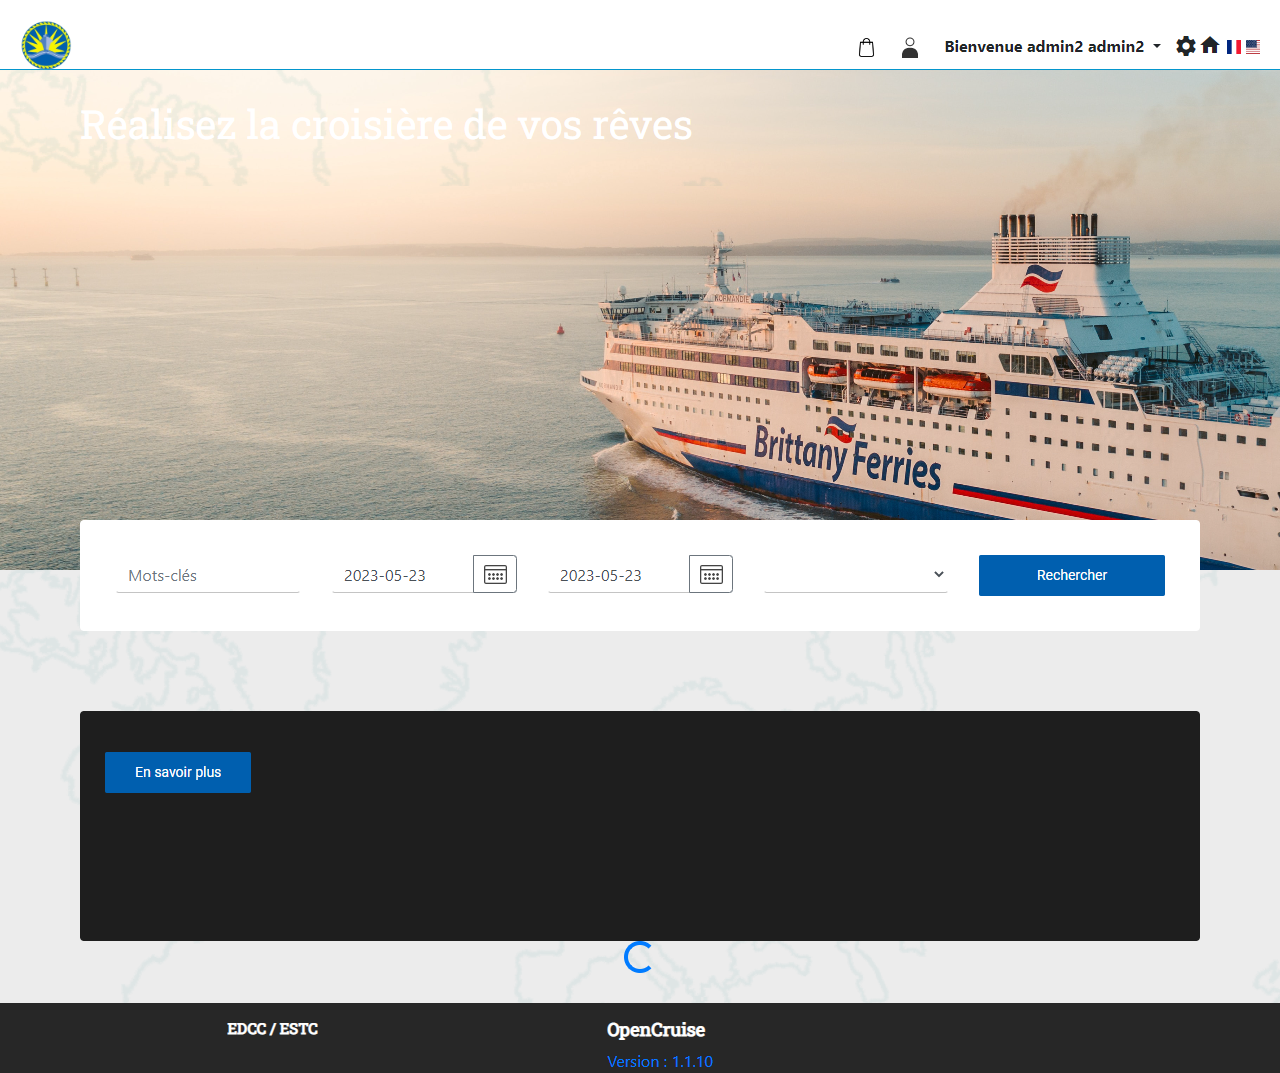 Bienvenue admin2 admin2
Réalisez la croisière de vos rêves
NORMANDIE
Brittany Ferries
Mots-clés
2023-05-23
2023-05-23
Rechercher
En savoir plus
EDCC / ESTC
OpenCruise
Version : 1.1.10